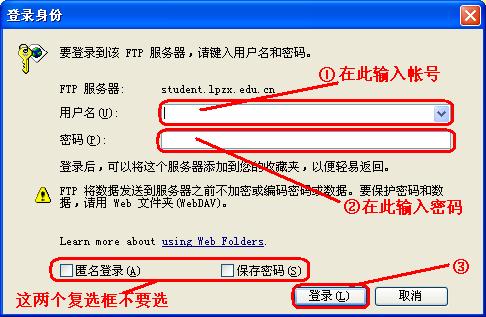 登录身份
要登录到该 FTP 服务器，请键入用户名和密码。
FTP 服务器: student.lpzx.edu.cn
①在此输入帐号
用户名(U):
密码(P):
登录后，可以将这个服务器添加到您的收藏夹，以便轻易返回。
FTP 将数据发送到服务器之前不加密或编码密码或数据。要保护密码和数
据，请用 Web 文件夹(WebDAV)。
②在此输入密码
Learn more about using Web Folders.
匿名登录(A) 保存密码(S)
③
这两个复选框不要选
登录(L) 取消